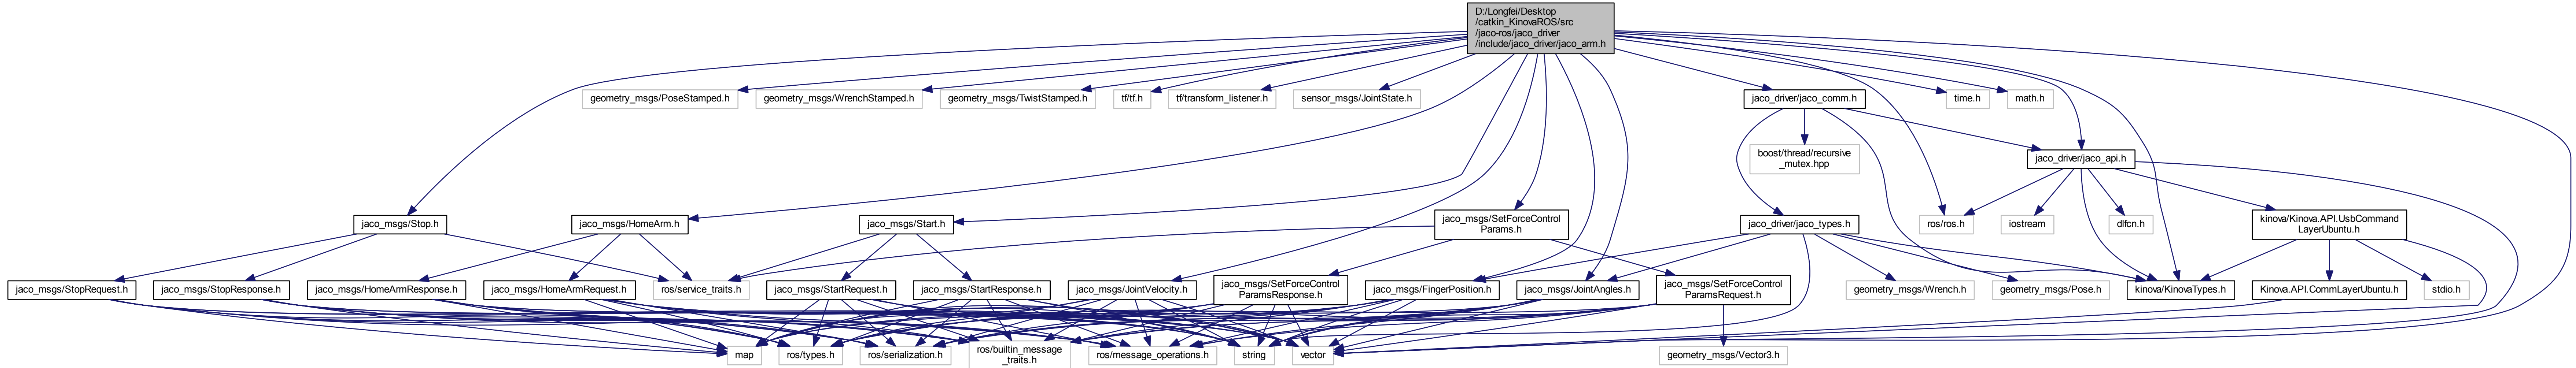 D:/Longfei/Desktop
/catkin_KinovaROS/src
/jaco-ros/jaco_driver
/include/jaco_driver/jaco_arm.h
geometry_msgs/PoseStamped.h
geometry_msgs/WrenchStamped.h
geometry_msgs/TwistStamped.h
tf/tf.h
tf/transform_listener.h
sensor_msgs/JointState.h
jaco_driver/jaco_comm.h
time.h
math.h
boost/thread/recursive
_mutex.hpp
jaco_driver/jaco_api.h
jaco_msgs/Stop.h
jaco_msgs/HomeArm.h
jaco_msgs/Start.h
jaco_msgs/SetForceControl
Params.h
jaco_driver/jaco_types.h
ros/ros.h
iostream
dlfcn.h
kinova/Kinova.API.UsbCommand
LayerUbuntu.h
jaco_msgs/StopRequest.h
jaco_msgs/StopResponse.h
jaco_msgs/HomeArmResponse.h
jaco_msgs/HomeArmRequest.h
ros/service_traits.h
jaco_msgs/StartRequest.h
jaco_msgs/StartResponse.h
jaco_msgs/JointVelocity.h
jaco_msgs/SetForceControl
ParamsResponse.h
jaco_msgs/FingerPosition.h
jaco_msgs/JointAngles.h
jaco_msgs/SetForceControl
ParamsRequest.h
geometry_msgs/Wrench.h
geometry_msgs/Pose.h
kinova/KinovaTypes.h
Kinova.API.CommLayerUbuntu.h
stdio.h
map
ros/types.h
ros/serialization.h
ros/builtin_message
_traits.h
ros/message_operations.h
string
vector
geometry_msgs/Vector3.h